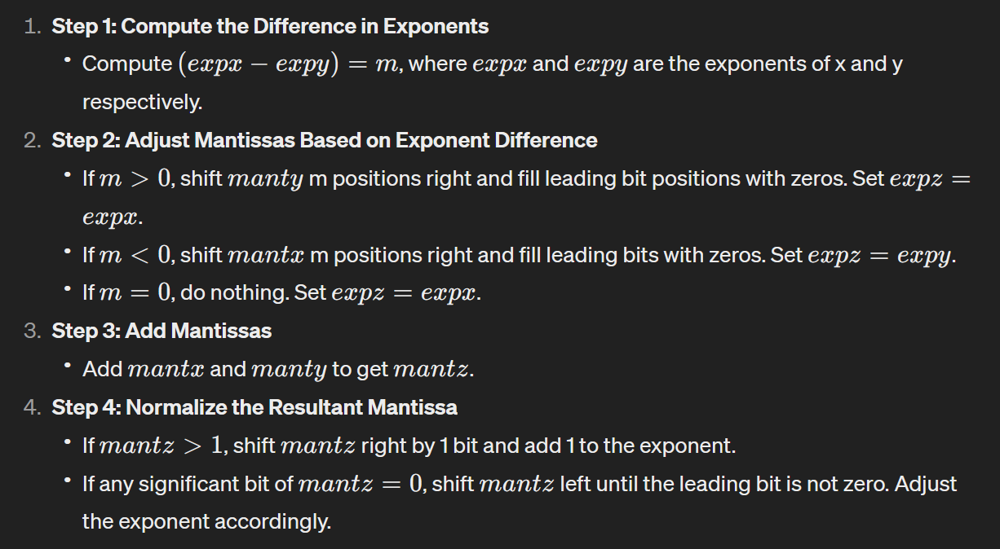 1. Step 1: Compute the Difference in Exponents
• Compute (expx − expy) = m, where expx and expy are the exponents of x and y
respectively.
2. Step 2: Adjust Mantissas Based on Exponent Difference
• If m > 0, shift manty m positions right and fill leading bit positions with zeros. Set expz =
expx.
• If m < 0, shift mantx m positions right and fill leading bits with zeros. Set expz = expy.
• If m = 0, do nothing. Set expz = expx.
3. Step 3: Add Mantissas
• Add mantx and manty to get mantz.
4. Step 4: Normalize the Resultant Mantissa
• If mantz > 1, shift mantz right by 1 bit and add 1 to the exponent.
• If any significant bit of mantz = 0, shift mantz left until the leading bit is not zero. Adjust
the exponent accordingly.